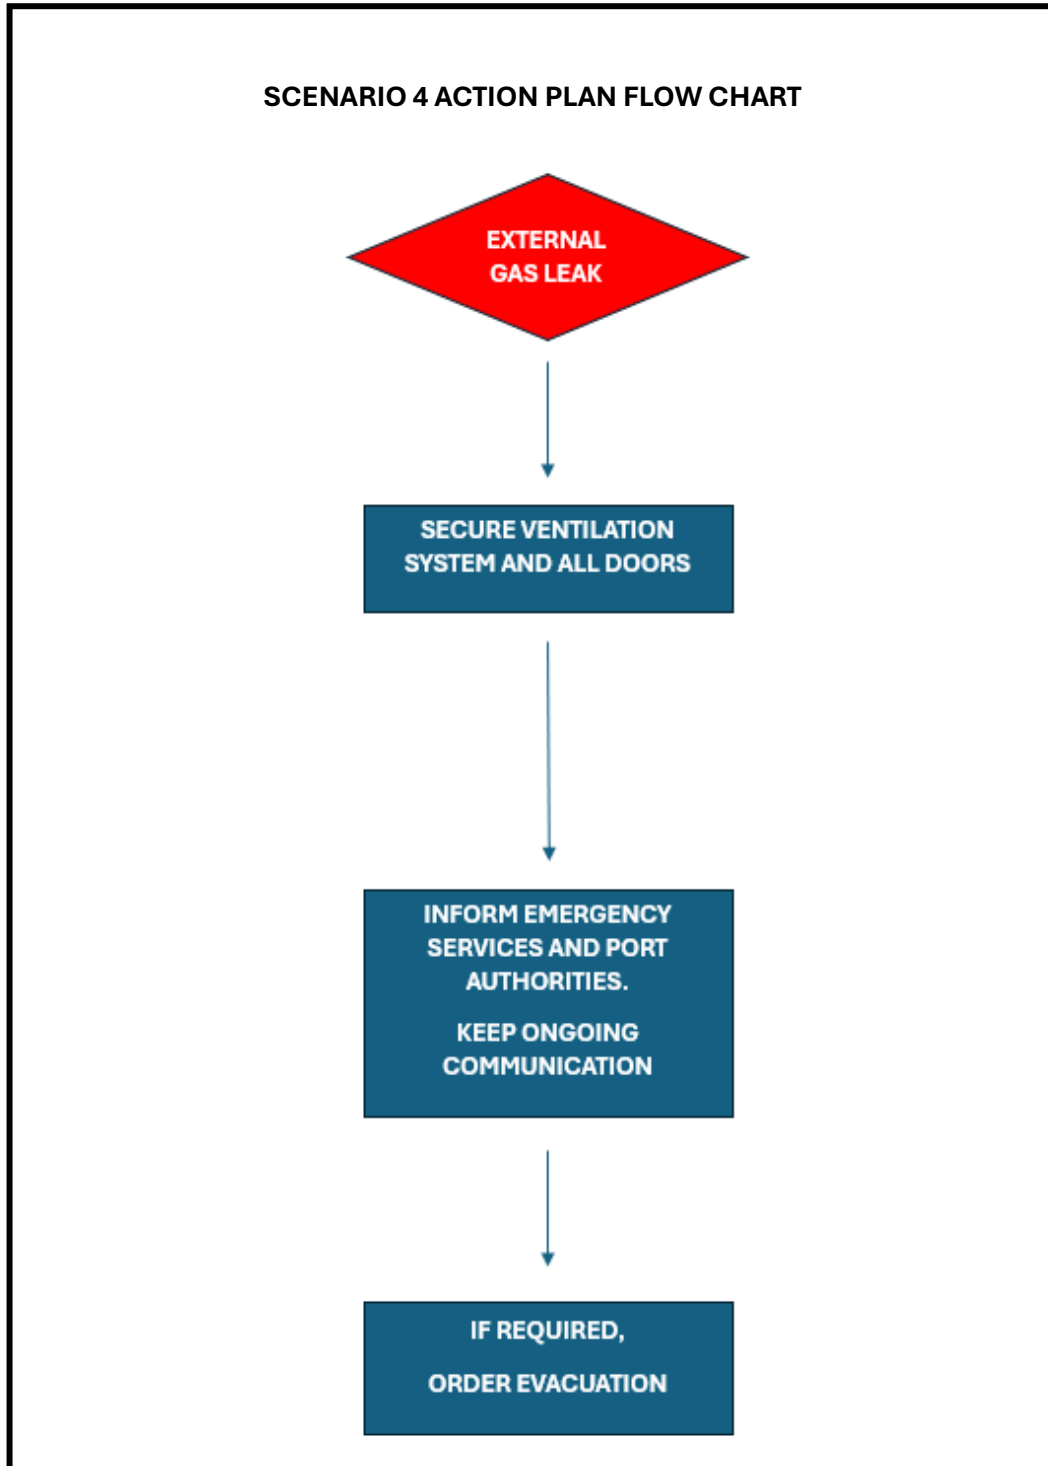 SCENARIO 4 ACTION PLAN FLOW CHART
EXTERNAL
GAS LEAK
SECURE VENTILATION
SYSTEM AND ALL DOORS
INFORM EMERGENCY
SERVICES AND PORT
AUTHORITIES.
KEEP ONGOING
COMMUNICATION
IF REQUIRED,
ORDER EVACUATION